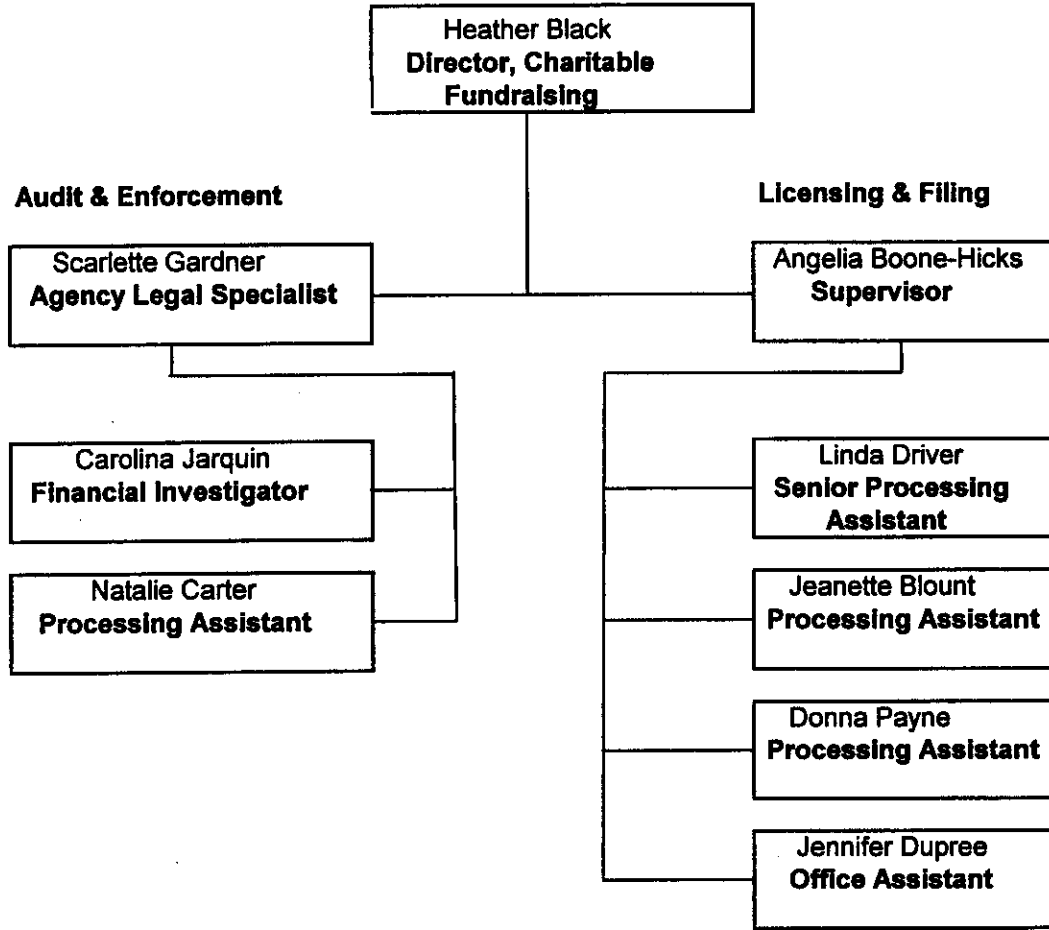 Heather Black
Director, Charitable
Fundraising
Audit & Enforcement
Scarlette Gardner
Agency Legal Specialist
Carolina Jarquin
Financial Investigator
Natalie Carter
Processing Assistant
Licensing & Filing
Angelia Boone-Hicks
Supervisor
Linda Driver
Senior Processing
Assistant
Jeanette Blount
Processing Assistant
Donna Payne
Processing Assistant
Jennifer Dupree
Office Assistant